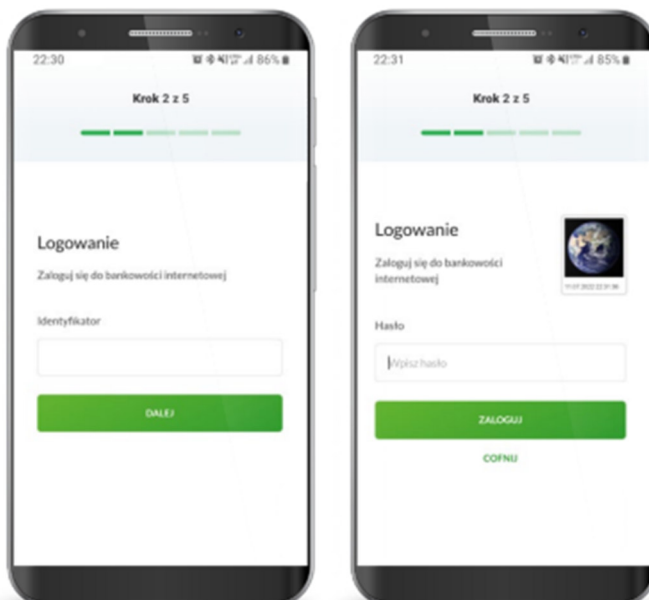 22:30
86%
Krok 2 z 5
Logowanie
Zaloguj się do bankowości internetowej
Identyfikator
DALEJ
22:31
85%
Krok 2 z 5
Logowanie
Zaloguj się do bankowości
internetowej
Hasło
Wpisz hasło
ZALOGUJ
COFNIJ